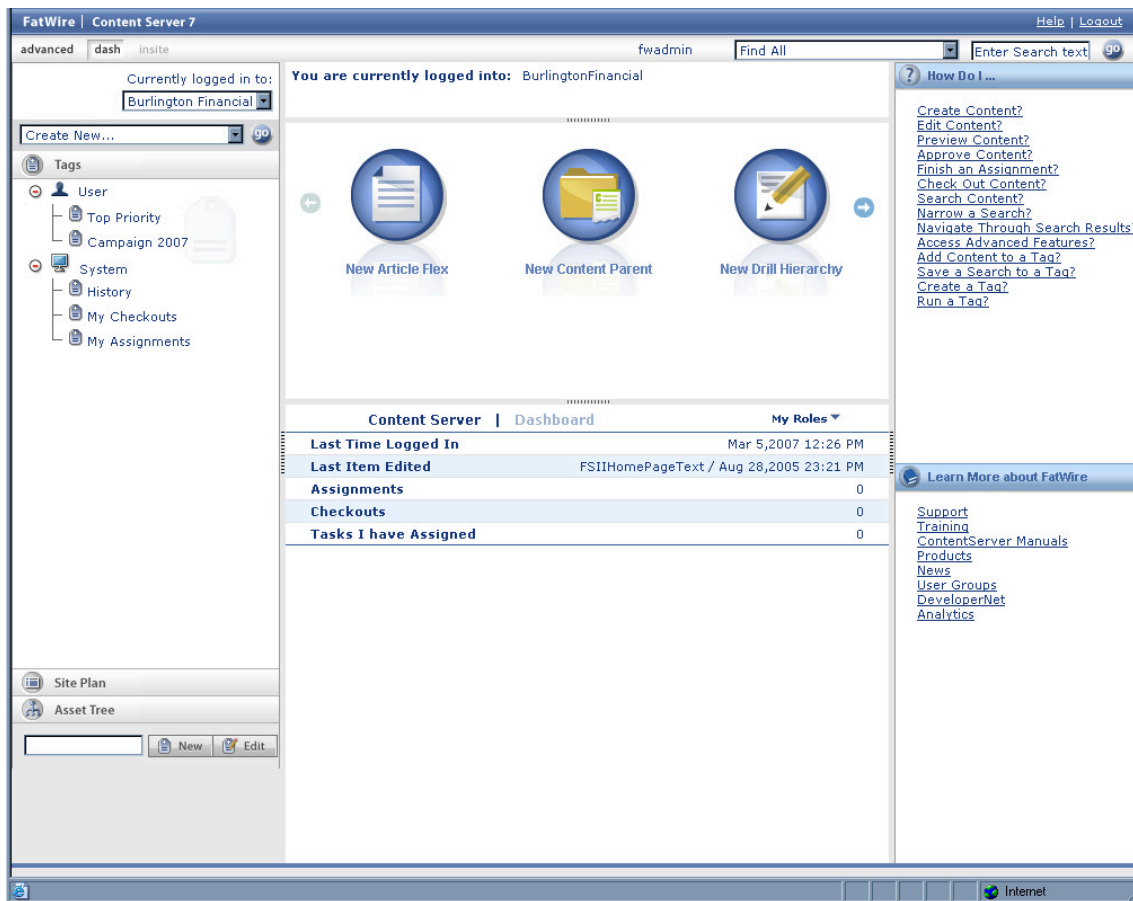 FatWire | Content Server 7
Help | Logout
advanced dash insite
fwadmin
Find All
Enter Search text
go
Currently logged in to:
Burlington Financial
Create New...
go
Tags
User
Top Priority
Campaign 2007
System
History
My Checkouts
My Assignments
Site Plan
Asset Tree
New
Edit
You are currently logged into: BurlingtonFinancial
New Article Flex
New Content Parent
New Drill Hierarchy
Content Server | Dashboard
My Roles
Last Time Logged In Mar 5,2007 12:26 PM
Last Item Edited FSIIHomePageText / Aug 28,2005 23:21 PM
Assignments 0
Checkouts 0
Tasks I have Assigned 0
? How Do I ...
Create Content?
Edit Content?
Preview Content?
Approve Content?
Finish an Assignment?
Check Out Content?
Search Content?
Narrow a Search?
Navigate Through Search Results?
Access Advanced Features?
Add Content to a Tag?
Save a Search to a Tag?
Create a Tag?
Run a Tag?
Learn More about FatWire
Support
Training
ContentServer Manuals
Products
News
User Groups
DeveloperNet
Analytics
Internet